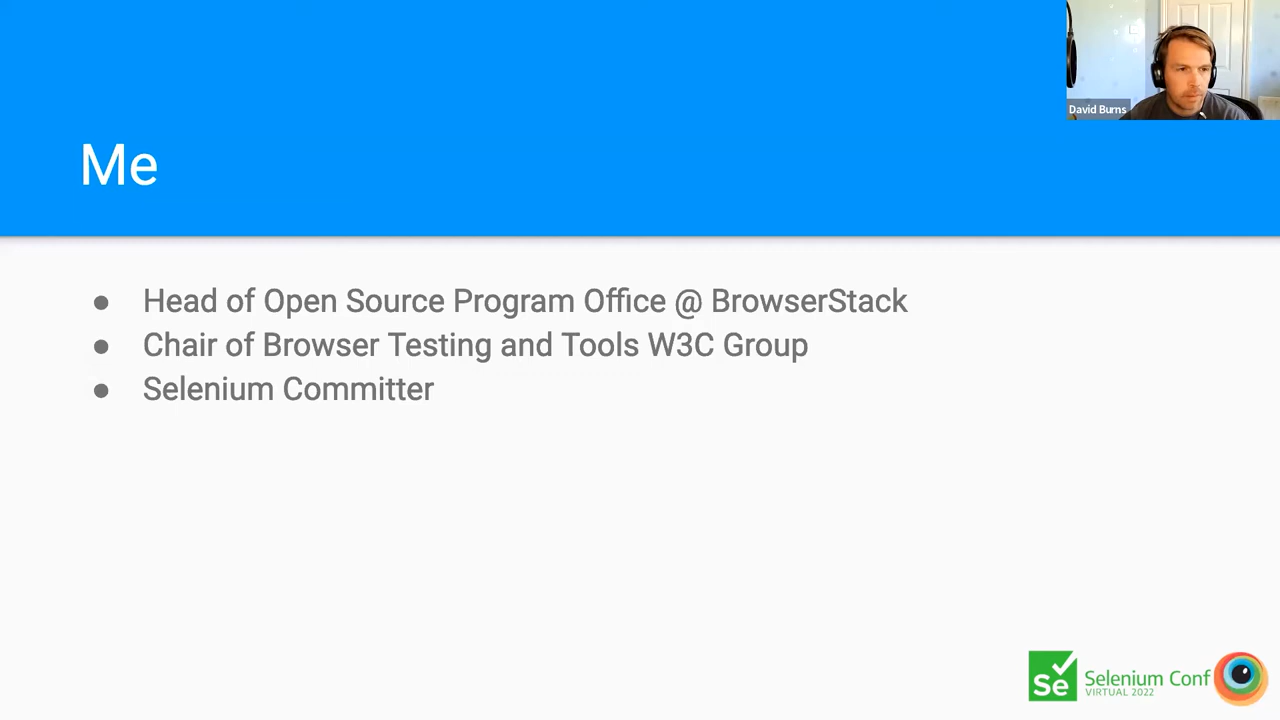 David Burns
Me
Head of Open Source Program Office @ BrowserStack
Chair of Browser Testing and Tools W3C Group
Selenium Committer
Se
Selenium Conf
VIRTUAL 2022